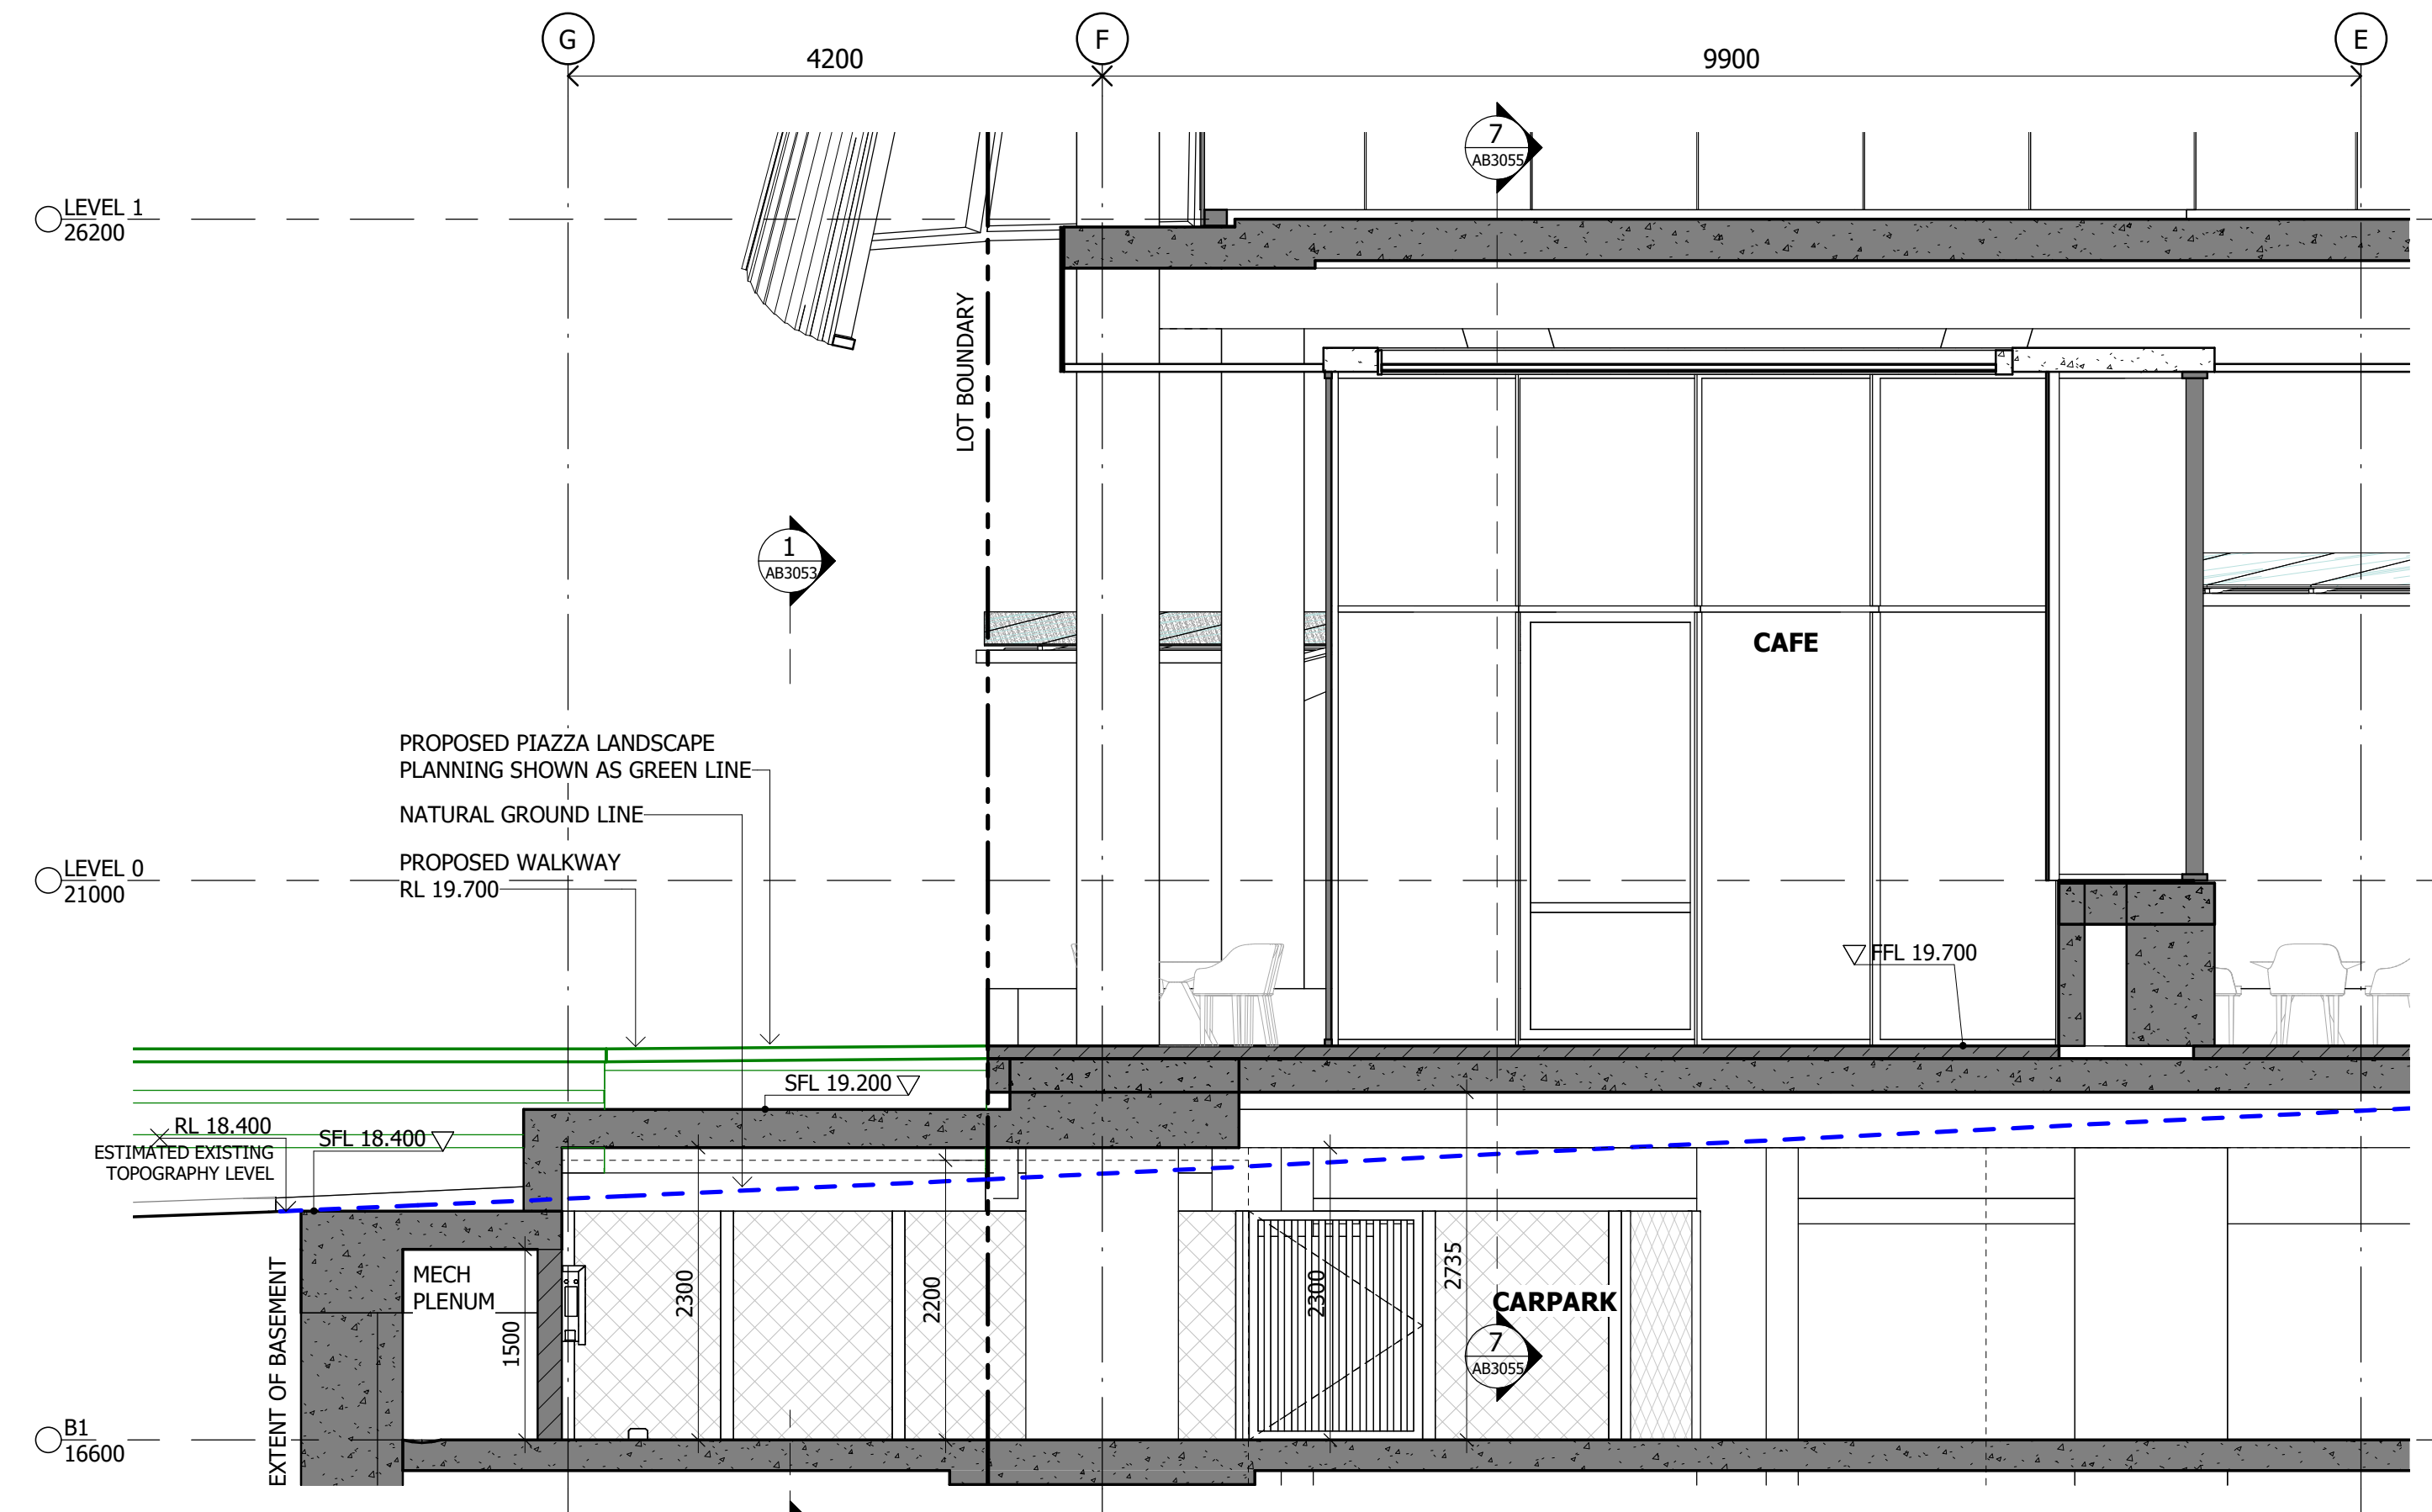 G
F
E
4200
9900
7
AB3055
LEVEL 1
26200
LOT BOUNDARY
1
AB3053
CAFE
PROPOSED PIAZZA LANDSCAPE
PLANNING SHOWN AS GREEN LINE
NATURAL GROUND LINE
PROPOSED WALKWAY
RL 19.700
LEVEL 0
21000
FFL 19.700
SFL 19.200
RL 18.400
SFL 18.400
ESTIMATED EXISTING
TOPOGRAPHY LEVEL
MECH
PLENUM
EXTENT OF BASEMENT
1500
2300
2200
2300
2735
CARPARK
7
AB3055
B1
16600